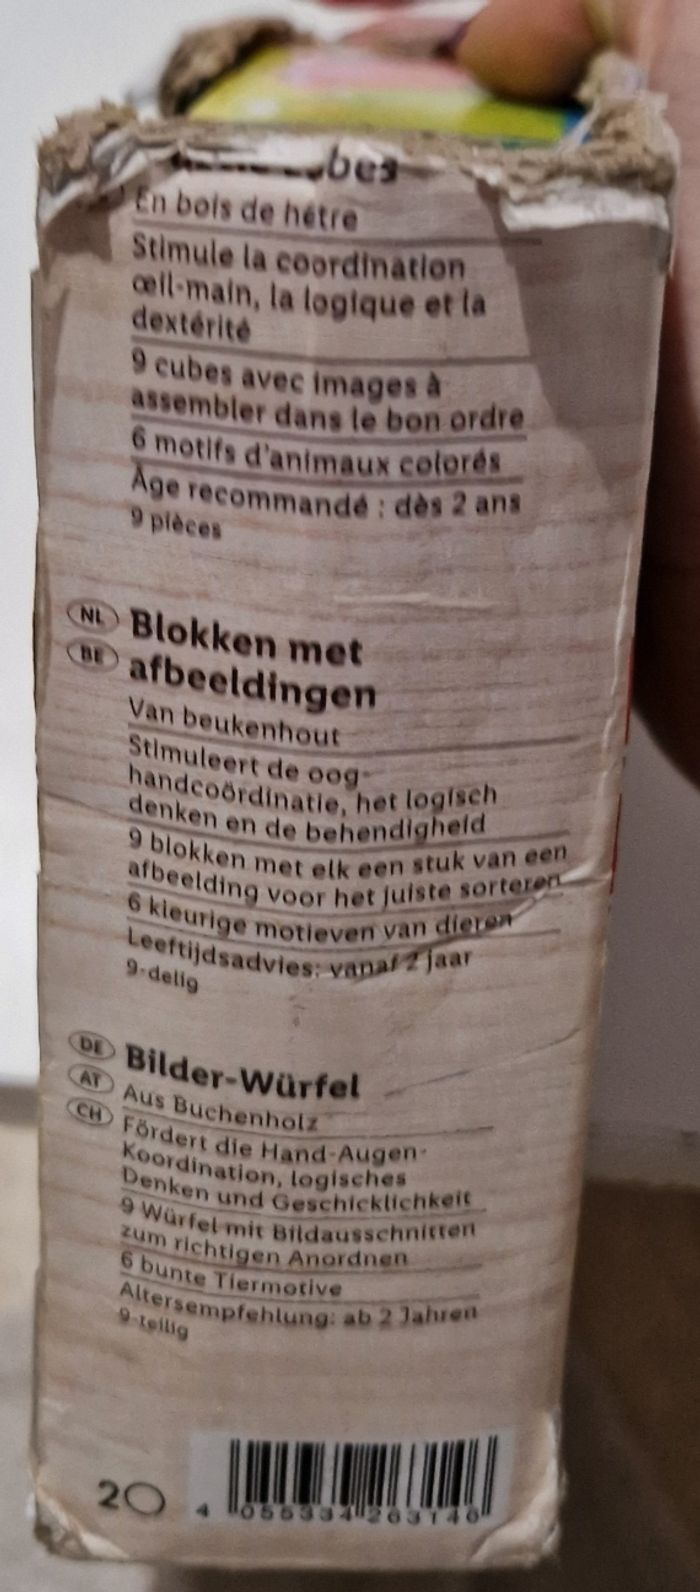 En bois de hêtre
Stimule la coordination
œil-main, la logique et la
dextérité
9 cubes avec images à
assembler dans le bon ordre
6 motifs d'animaux colorés
Âge recommandé : dès 2 ans
9 pièces
NL Blokken met
BE afbeeldingen
Van beukenhout
Stimuleert de oog-
handcoördinatie, het logisch
denken en de behendigheid
9 blokken met elk een stuk van een
afbeelding voor het juiste sorteren
6 kleurige motieven van dieren
Leeftijdsadvies: vanaf 2 jaar
9-delig
DE Bilder-Würfel
AT Aus Buchenholz
CH Fördert die Hand-Augen-
Koordination, logisches
Denken und Geschicklichkeit
9 Würfel mit Bildausschnitten
zum richtigen Anordnen
6 bunte Tiermotive
Altersempfehlung: ab 2 Jahren
9-teilig
20
4 055334 263146